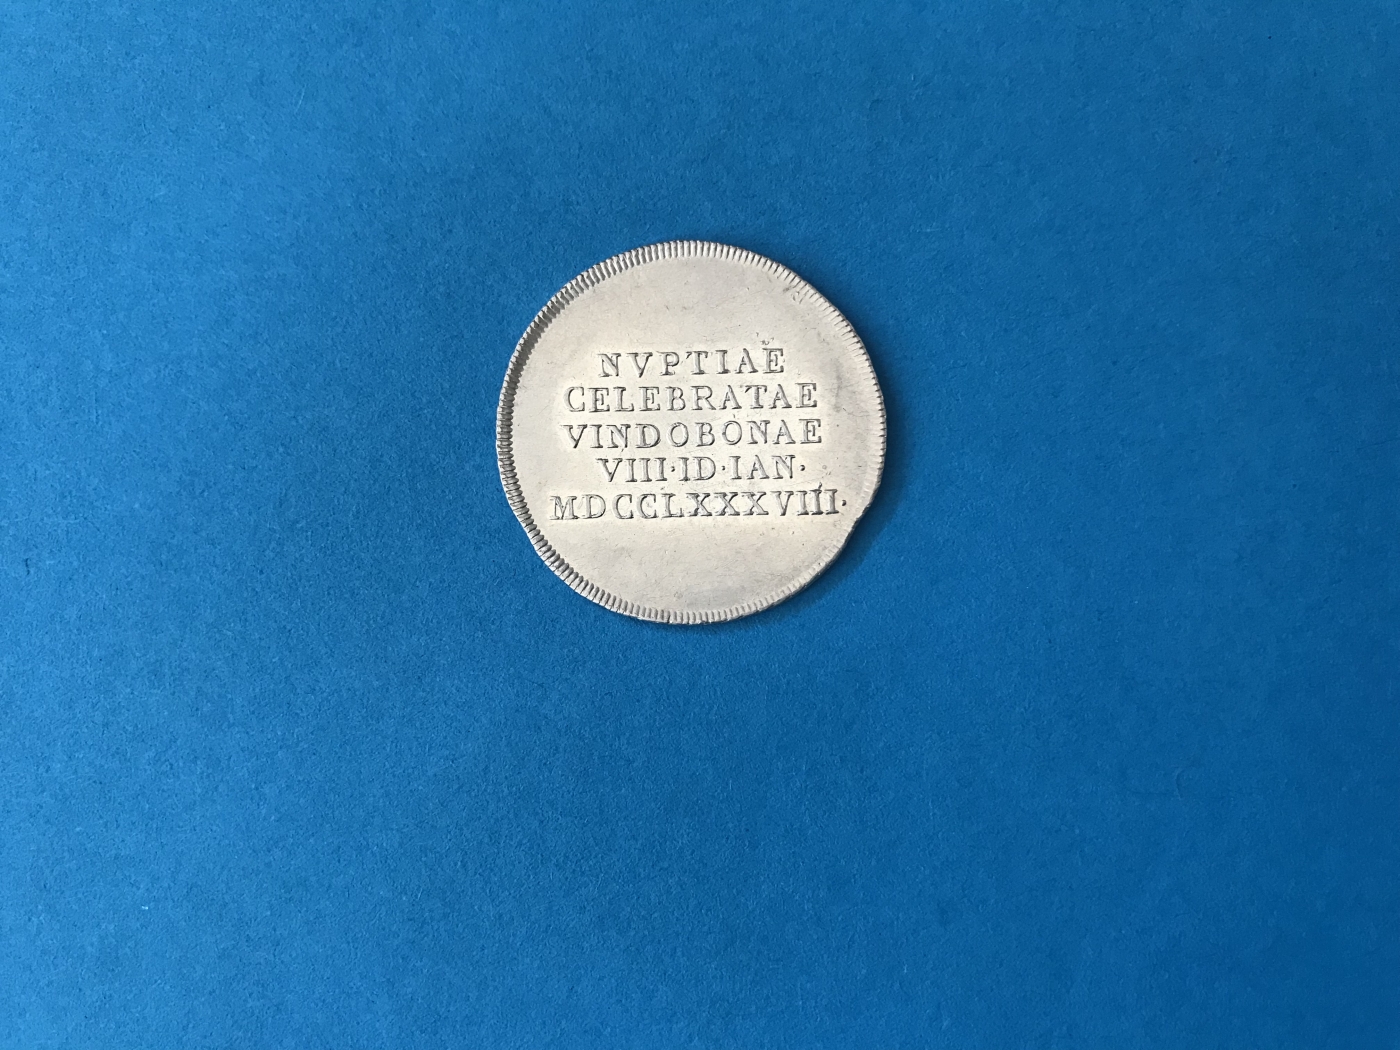 NVPTIAE
CELEBRATAE
VINDOBONAE
VIII·ID·IAN·
MDCCLXXXVIII·